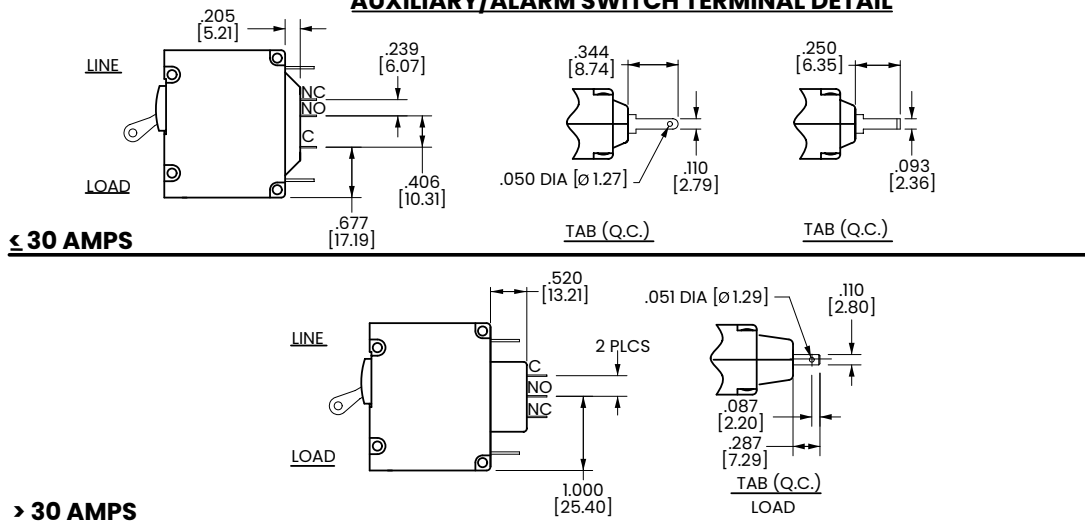 AUXILIARY/ALARM SWITCH TERMINAL DETAIL
.205
[5.21]
LINE
.239
[6.07]
NC
NO
C
LOAD
.406
[10.31]
.677
[17.19]
.344
[8.74]
.050 DIA [Ø 1.27]
.110
[2.79]
TAB (Q.C.)
.250
[6.35]
.093
[2.36]
TAB (Q.C.)
≤ 30 AMPS
.520
[13.21]
LINE
2 PLCS
C
NO
NC
LOAD
1.000
[25.40]
.051 DIA [Ø 1.29]
.110
[2.80]
.087
[2.20]
.287
[7.29]
TAB (Q.C.)
LOAD
> 30 AMPS